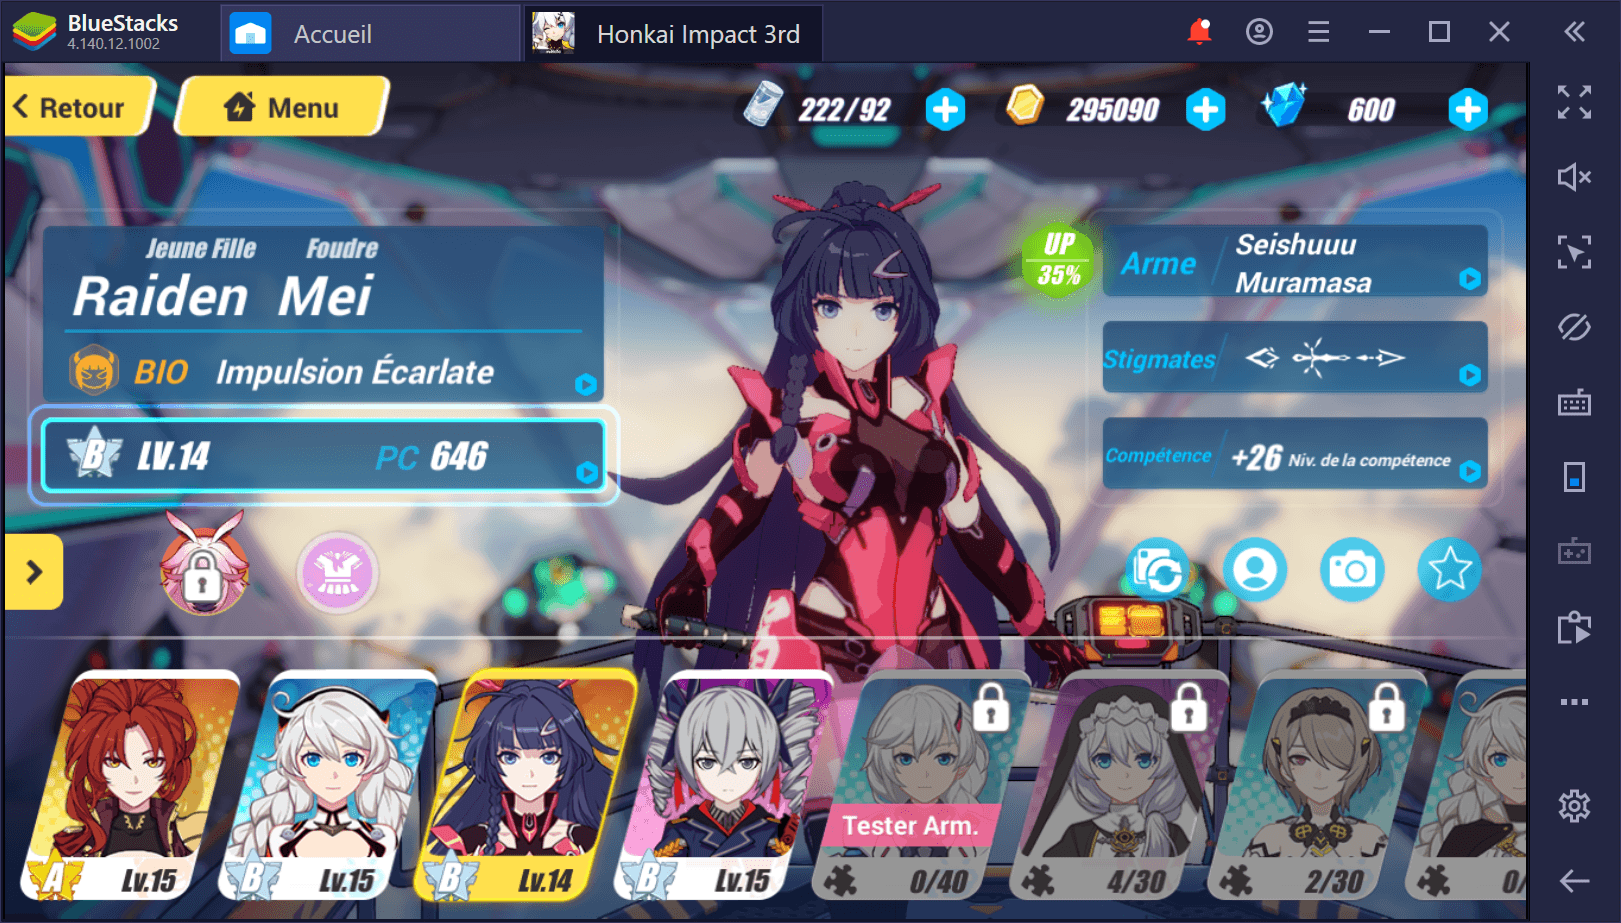 BlueStacks
4.140.12.1002
Accueil
Honkai Impact 3rd
Retour
Menu
222/92
295090
600
Jeune Fille Foudre
Raiden Mei
BIO Impulsion Écarlate
B LV.14 PC 646
UP
35%
Arme
Seishuuu
Muramasa
Stigmates
Compétence +26 Niv. de la compétence
Tester Arm.
A Lv.15
B Lv.15
B Lv.14
B Lv.15
0/40
4/30
2/30
0/